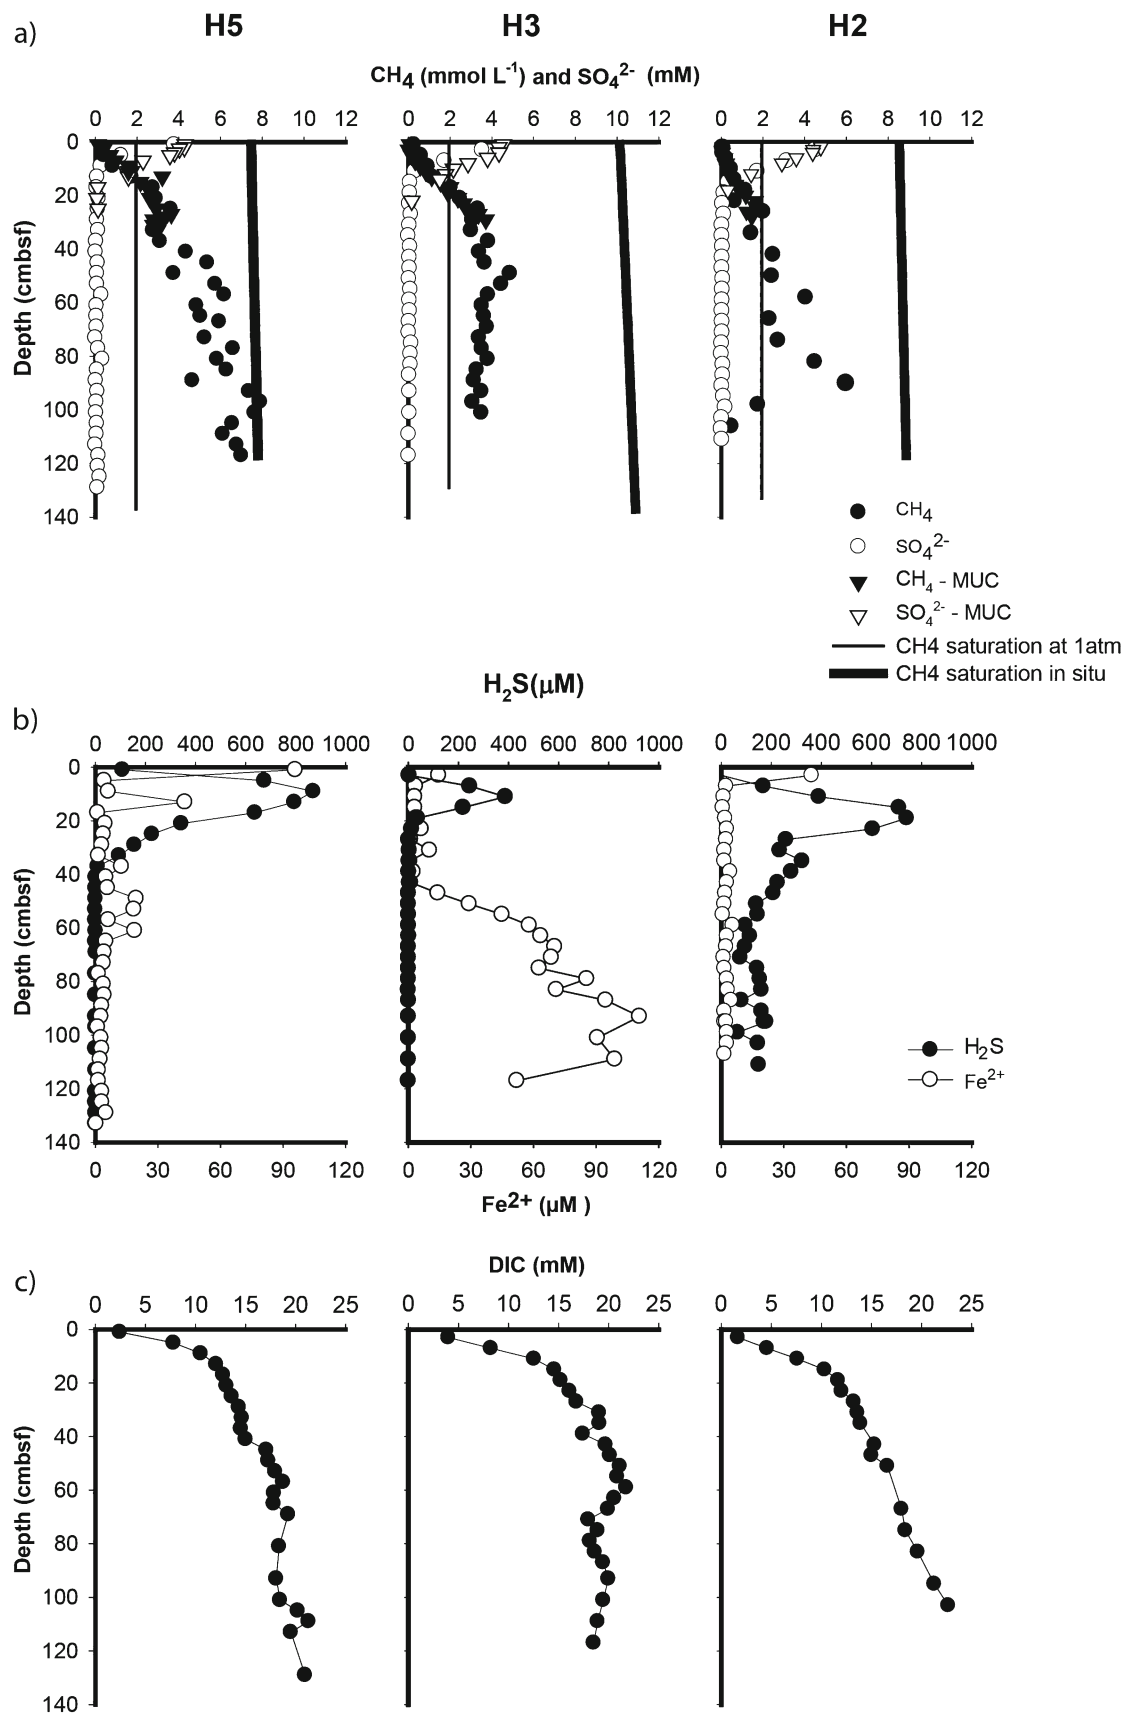 a)
H5 H3 H2
CH4 (mmol L⁻¹) and SO₄²⁻ (mM)
0 2 4 6 8 10 12 0 2 4 6 8 10 12 0 2 4 6 8 10 12
0
20
40
60
80
100
120
140
Depth (cmbsf)
CH₄
SO₄²⁻
CH₄ - MUC
SO₄²⁻ - MUC
CH4 saturation at 1atm
CH4 saturation in situ
b)
H₂S(µM)
0 200 400 600 800 1000 0 200 400 600 800 1000 0 200 400 600 800 1000
0
20
40
60
80
100
120
140
Depth (cmbsf)
H₂S
Fe²⁺
0 30 60 90 120 0 30 60 90 120 0 30 60 90 120
Fe²⁺ (µM )
c)
DIC (mM)
0 5 10 15 20 25 0 5 10 15 20 25 0 5 10 15 20 25
0
20
40
60
80
100
120
140
Depth (cmbsf)